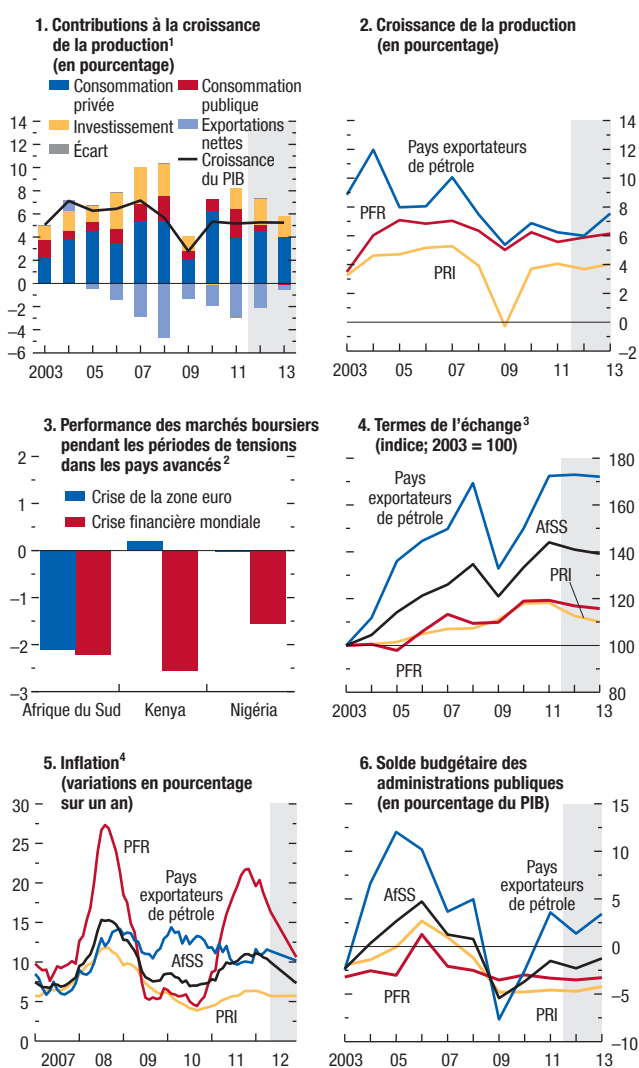 1. Contributions à la croissance
de la production¹
(en pourcentage)
Consommation
privée
Consommation
publique
Investissement
Exportations
nettes
Écart
Croissance
du PIB
14
12
10
8
6
4
2
0
–2
–4
–6
2003 05 07 09 11 13
2. Croissance de la production
(en pourcentage)
Pays exportateurs
de pétrole
PFR
PRI
14
12
10
8
6
4
2
0
–2
2003 05 07 09 11 13
3. Performance des marchés boursiers
pendant les périodes de tensions
dans les pays avancés²
Crise de la zone euro
Crise financière mondiale
2
1
0
–1
–2
–3
Afrique du Sud Kenya Nigéria
4. Termes de l’échange³
(indice; 2003 = 100)
Pays
exportateurs
de pétrole
AfSS
PRI
PFR
180
160
140
120
100
80
2003 05 07 09 11 13
5. Inflation⁴
(variations en pourcentage
sur un an)
PFR
Pays
exportateurs
de pétrole
AfSS
PRI
30
25
20
15
10
5
0
2007 08 09 10 11 12
6. Solde budgétaire des
administrations publiques
(en pourcentage du PIB)
AfSS
Pays
exportateurs
de pétrole
PFR
PRI
15
10
5
0
–5
–10
2003 05 07 09 11 13